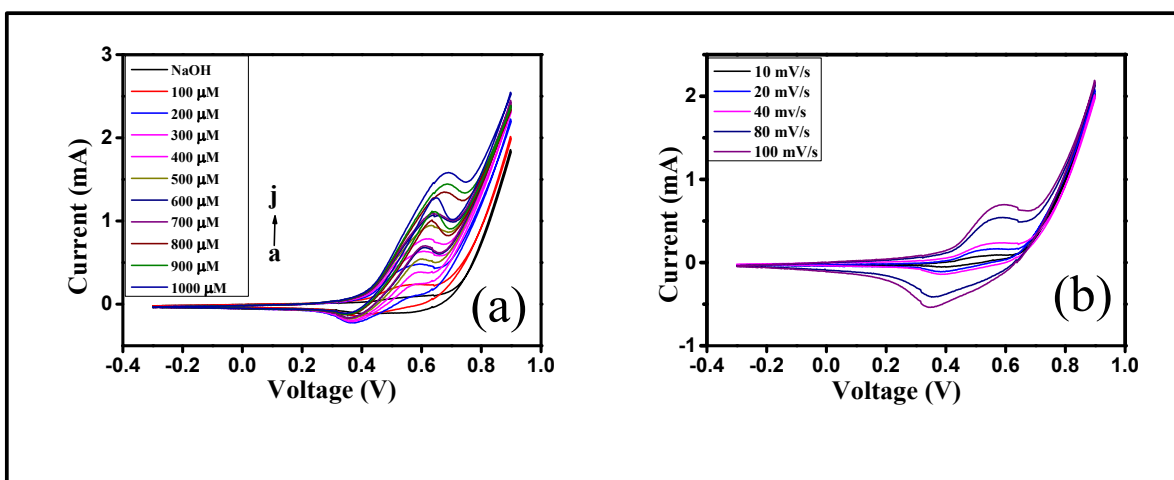 3
2
1
0
-1
Current (mA)
NaOH
100 µM
200 µM
300 µM
400 µM
500 µM
600 µM
700 µM
800 µM
900 µM
1000 µM
j
a
(a)
-0.4 -0.2 0.0 0.2 0.4 0.6 0.8 1.0
Voltage (V)
2
1
0
-1
Current (mA)
10 mV/s
20 mV/s
40 mv/s
80 mV/s
100 mV/s
(b)
-0.4 -0.2 0.0 0.2 0.4 0.6 0.8 1.0
Voltage (V)